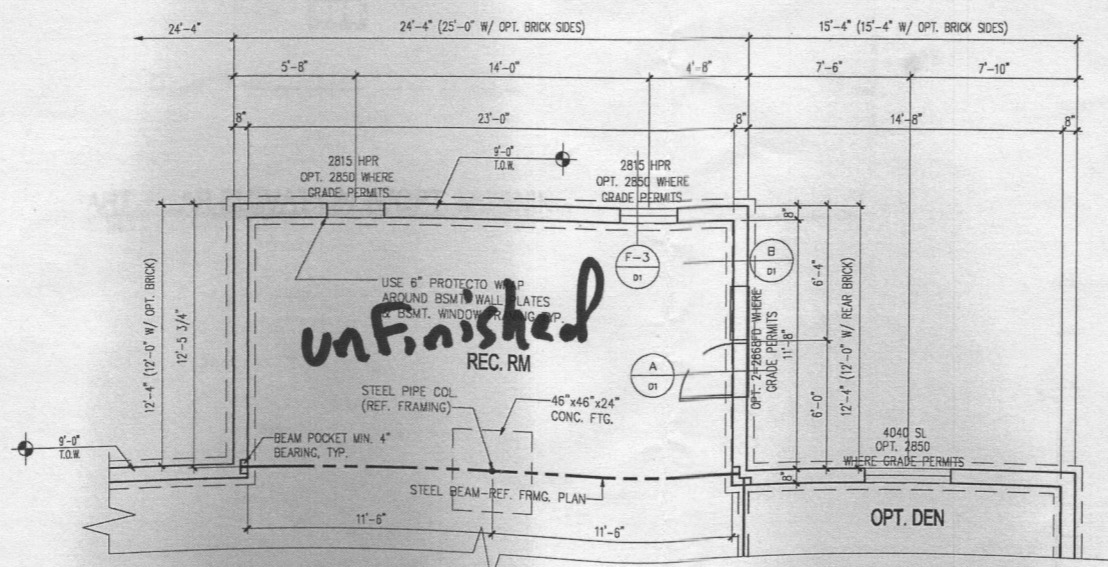 24'-4"
24'-4" (25'-0" W/ OPT. BRICK SIDES)
15'-4" (15'-4" W/ OPT. BRICK SIDES)
5'-8"
14'-0"
4'-8"
7'-6"
7'-10"
8"
23'-0"
8"
14'-8"
8"
2815 HPR
OPT. 2850 WHERE
GRADE PERMITS
9'-0"
T.O.W.
2815 HPR
OPT. 2850 WHERE
GRADE PERMITS
12'-4" (12'-0" W/ OPT. BRICK)
12'-5 3/4"
F-3
D1
B
D1
8"
6'-4"
11'-8"
6'-0"
12'-4" (12'-0" W/ REAR BRICK)
8"
USE 6" PROTECTO WRAP
AROUND BSMT. WALL PLATES
& BSMT. WINDOW FRAMING TYP.
unfinished
REC. RM
A
D1
OPT. 2-2668FD WHERE
GRADE PERMITS
STEEL PIPE COL.
(REF. FRAMING)
46"x46"x24"
CONC. FTG.
9'-0"
T.O.W.
BEAM POCKET MIN. 4"
BEARING, TYP.
4040 SL
OPT. 2850
WHERE GRADE PERMITS
STEEL BEAM-REF. FRMG. PLAN
11'-6"
11'-6"
OPT. DEN